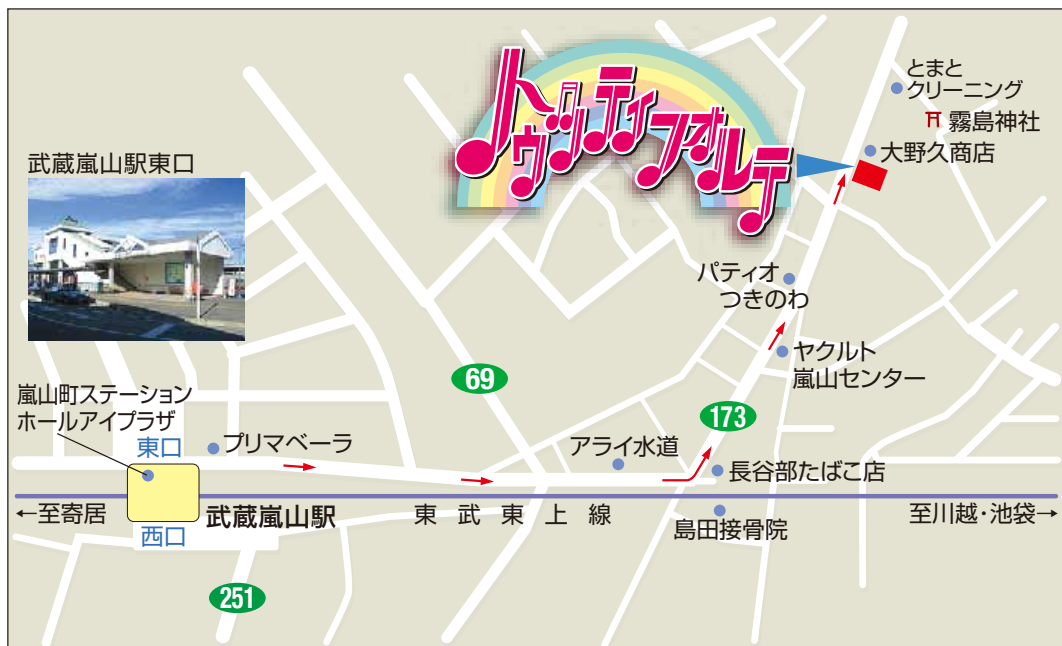 トゥッティフォルテ
とまと
クリーニング
霧島神社
大野久商店
武蔵嵐山駅東口
パティオ
つきのわ
ヤクルト
嵐山センター
69
173
嵐山町ステーション
ホールアイプラザ
東口
プリマベーラ
アライ水道
長谷部たばこ店
←至寄居
武蔵嵐山駅
東武東上線
島田接骨院
至川越・池袋→
西口
251